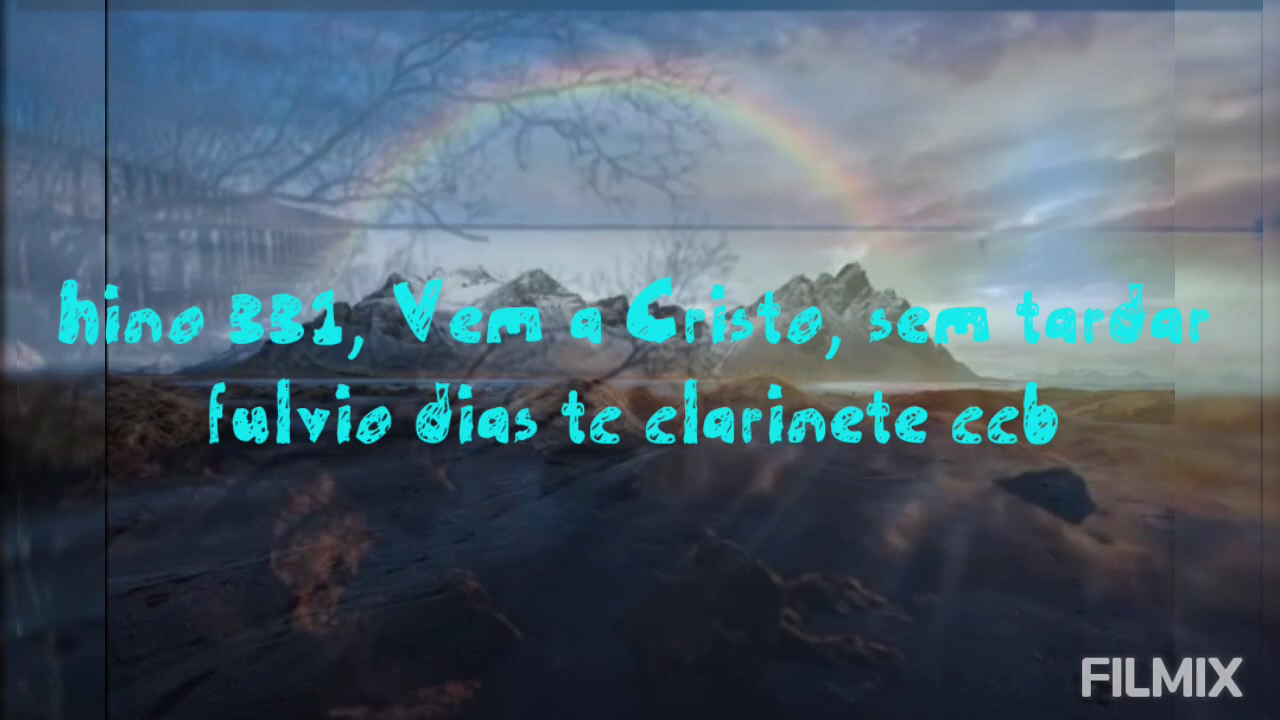 hino 331, Vem a Cristo, sem tardar
fulvio dias tc clarinete ccb
FILMIX